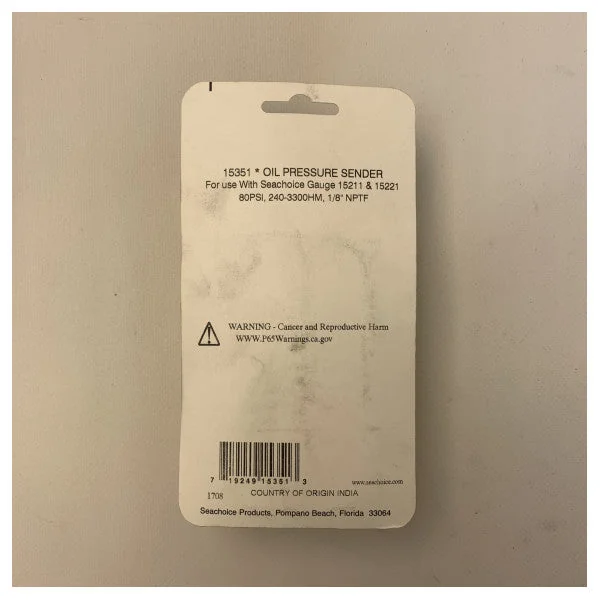 15351 * OIL PRESSURE SENDER
For use With Seachoice Gauge 15211 & 15221
80PSI, 240-3300HM, 1/8" NPTF
WARNING - Cancer and Reproductive Harm
WWW.P65Warnings.ca.gov
7 19249 15351 3
www.seachoice.com
1708
COUNTRY OF ORIGIN INDIA
Seachoice Products, Pompano Beach, Florida 33064